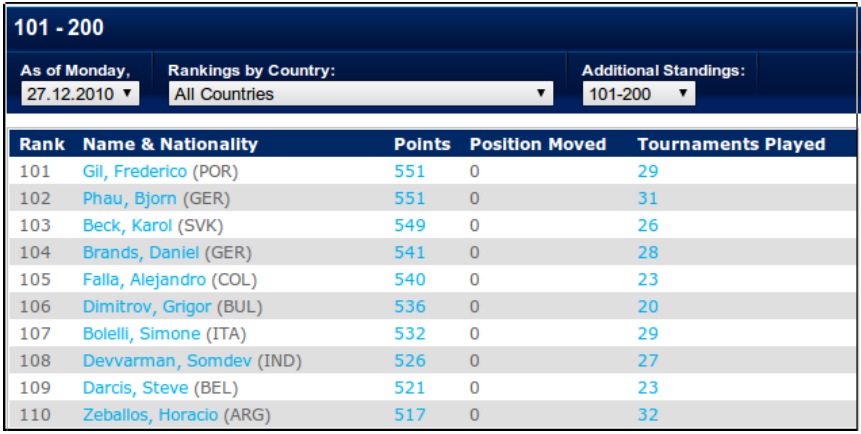 101 - 200
As of Monday, Rankings by Country: Additional Standings:
27.12.2010 All Countries 101-200
Rank Name & Nationality Points Position Moved Tournaments Played
101 Gil, Frederico (POR) 551 0 29
102 Phau, Bjorn (GER) 551 0 31
103 Beck, Karol (SVK) 549 0 26
104 Brands, Daniel (GER) 541 0 28
105 Falla, Alejandro (COL) 540 0 23
106 Dimitrov, Grigor (BUL) 536 0 20
107 Bolelli, Simone (ITA) 532 0 29
108 Devvarman, Somdev (IND) 526 0 27
109 Darcis, Steve (BEL) 521 0 23
110 Zeballos, Horacio (ARG) 517 0 32